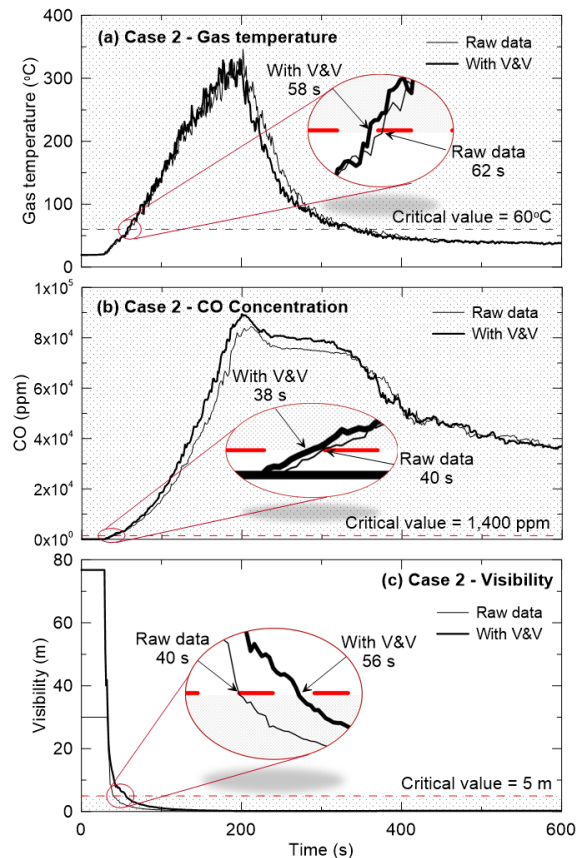 400
(a) Case 2 - Gas temperature
Raw data
With V&V
With V&V
58 s
300
Gas temperature (°C)
200
Raw data
62 s
100
Critical value = 60°C
0
1x10⁵
(b) Case 2 - CO Concentration
Raw data
With V&V
8x10⁴
With V&V
38 s
6x10⁴
CO (ppm)
4x10⁴
Raw data
40 s
2x10⁴
Critical value = 1,400 ppm
0x10⁰
80
(c) Case 2 - Visibility
Raw data
With V&V
60
Raw data
40 s
With V&V
56 s
Visibility (m)
40
20
Critical value = 5 m
0
0
200
400
600
Time (s)